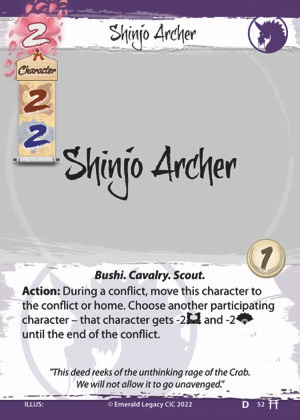 2
Shinjo Archer
Character
2
2
Shinjo Archer
1
Bushi. Cavalry. Scout.
Action: During a conflict, move this character to
the conflict or home. Choose another participating
character – that character gets -2 and -2
until the end of the conflict.
"This deed reeks of the unthinking rage of the Crab.
We will not allow it to go unavenged."
ILLUS:
© Emerald Legacy CIC 2022
D 52